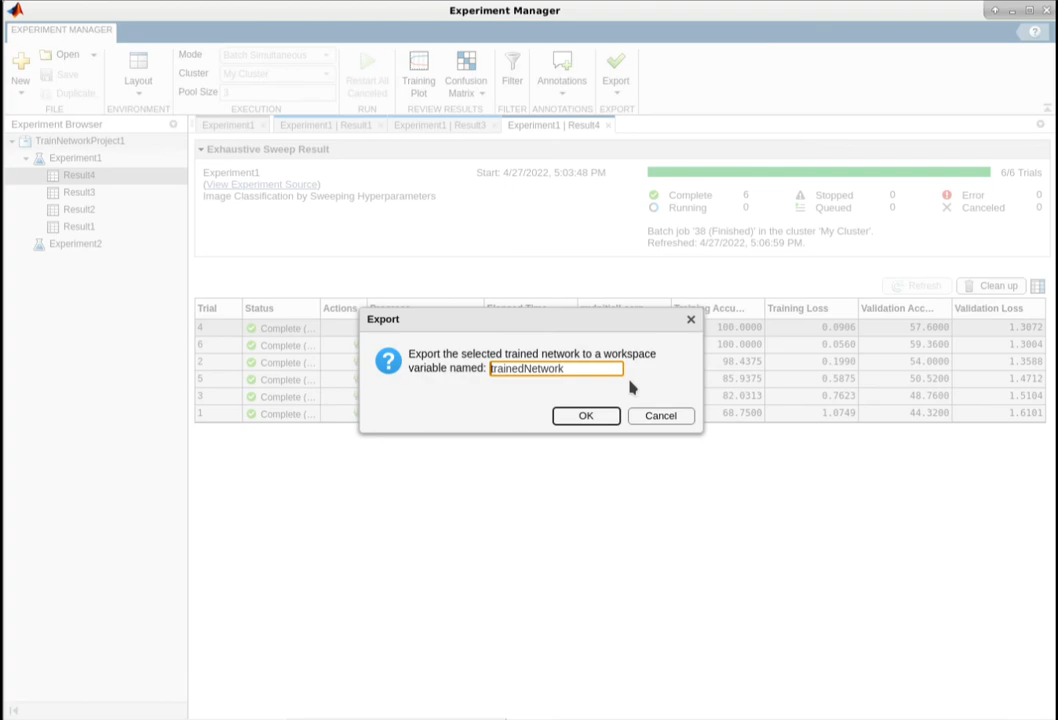 Experiment Manager
EXPERIMENT MANAGER
New
Open
Save
Duplicate
FILE
Layout
ENVIRONMENT
Mode
Batch Simultaneous
Cluster
My Cluster
Pool Size
3
EXECUTION
Restart All
Canceled
RUN
Training
Plot
Confusion
Matrix
REVIEW RESULTS
Filter
FILTER
Annotations
ANNOTATIONS
Export
EXPORT
Experiment Browser
TrainNetworkProject1
Experiment1
Result4
Result3
Result2
Result1
Experiment2
Experiment1
Experiment1 | Result1
Experiment1 | Result3
Experiment1 | Result4
Exhaustive Sweep Result
Experiment1
(View Experiment Source)
Image Classification by Sweeping Hyperparameters
Start: 4/27/2022, 5:03:48 PM
6/6 Trials
Complete 6 Stopped 0 Error 0
Running 0 Queued 0 Canceled 0
Batch job '38 (Finished)' in the cluster 'My Cluster'.
Refreshed: 4/27/2022, 5:06:59 PM.
Refresh
Clean up
Trial Status Actions Training Accu... Training Loss Validation Acc... Validation Loss
4 Complete (... 100.0000 0.0906 57.6000 1.3072
6 Complete (... 100.0000 0.0560 59.3600 1.3004
2 Complete (... 98.4375 0.1990 54.0000 1.3588
5 Complete (... 85.9375 0.5875 50.5200 1.4712
3 Complete (... 82.0313 0.7623 48.7600 1.5104
1 Complete (... 68.7500 1.0749 44.3200 1.6101
Export
Export the selected trained network to a workspace
variable named: trainedNetwork
OK
Cancel